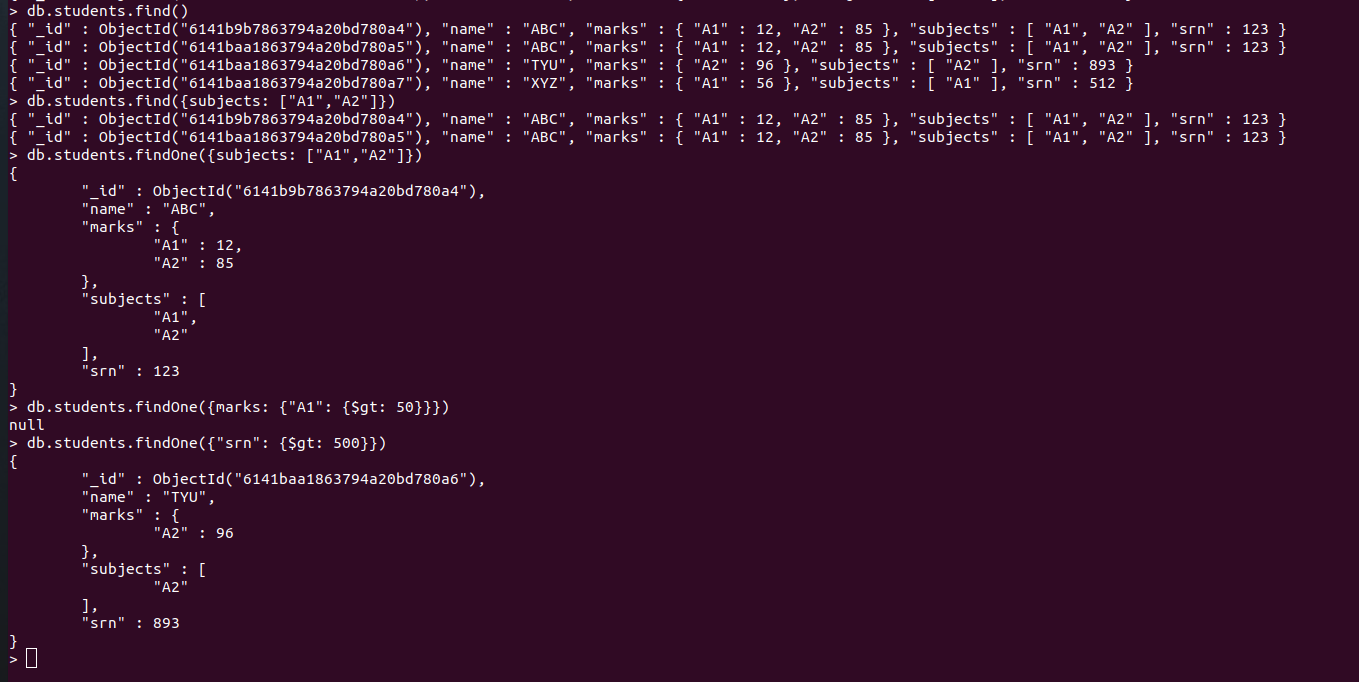 > db.students.find()
{ "_id" : ObjectId("6141b9b7863794a20bd780a4"), "name" : "ABC", "marks" : { "A1" : 12, "A2" : 85 }, "subjects" : [ "A1", "A2" ], "srn" : 123 }
{ "_id" : ObjectId("6141baa1863794a20bd780a5"), "name" : "ABC", "marks" : { "A1" : 12, "A2" : 85 }, "subjects" : [ "A1", "A2" ], "srn" : 123 }
{ "_id" : ObjectId("6141baa1863794a20bd780a6"), "name" : "TYU", "marks" : { "A2" : 96 }, "subjects" : [ "A2" ], "srn" : 893 }
{ "_id" : ObjectId("6141baa1863794a20bd780a7"), "name" : "XYZ", "marks" : { "A1" : 56 }, "subjects" : [ "A1" ], "srn" : 512 }
> db.students.find({subjects: ["A1","A2"]})
{ "_id" : ObjectId("6141b9b7863794a20bd780a4"), "name" : "ABC", "marks" : { "A1" : 12, "A2" : 85 }, "subjects" : [ "A1", "A2" ], "srn" : 123 }
{ "_id" : ObjectId("6141baa1863794a20bd780a5"), "name" : "ABC", "marks" : { "A1" : 12, "A2" : 85 }, "subjects" : [ "A1", "A2" ], "srn" : 123 }
> db.students.findOne({subjects: ["A1","A2"]})
{
        "_id" : ObjectId("6141b9b7863794a20bd780a4"),
        "name" : "ABC",
        "marks" : {
                "A1" : 12,
                "A2" : 85
        },
        "subjects" : [
                "A1",
                "A2"
        ],
        "srn" : 123
}
> db.students.findOne({marks: {"A1": {$gt: 50}}})
null
> db.students.findOne({"srn": {$gt: 500}})
{
        "_id" : ObjectId("6141baa1863794a20bd780a6"),
        "name" : "TYU",
        "marks" : {
                "A2" : 96
        },
        "subjects" : [
                "A2"
        ],
        "srn" : 893
}
>